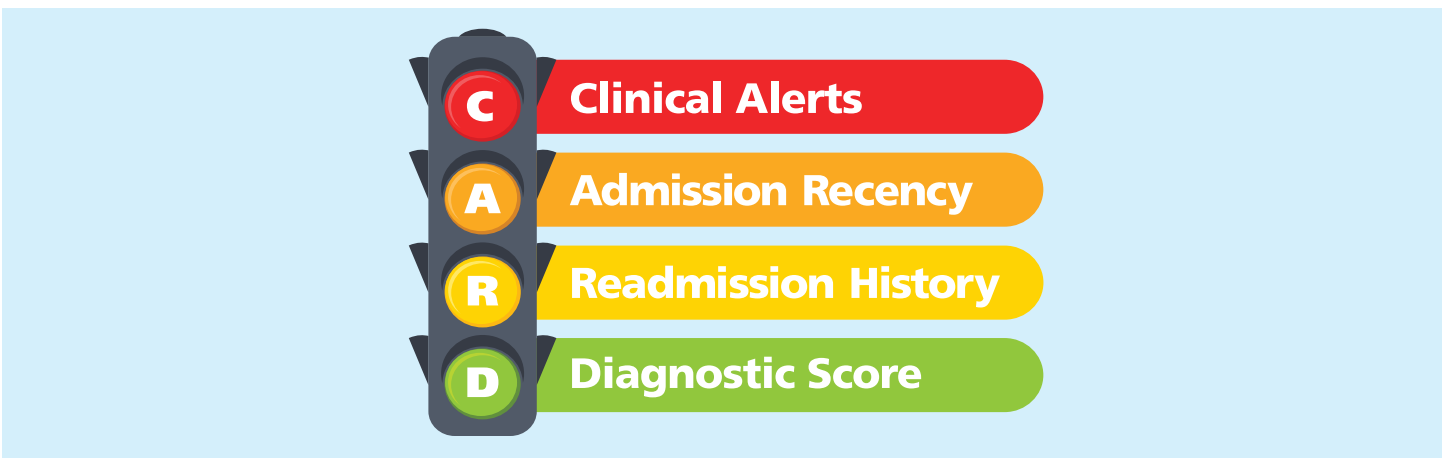 C Clinical Alerts
A Admission Recency
R Readmission History
D Diagnostic Score